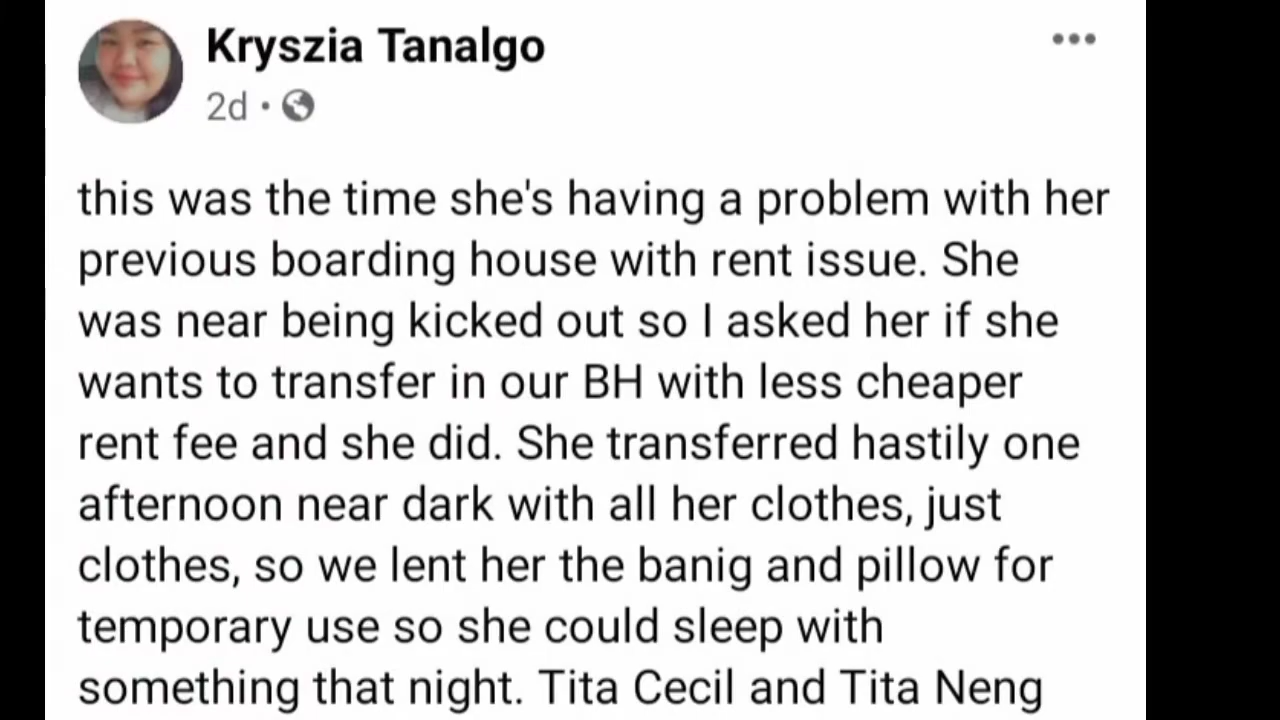 Kryszia Tanalgo
2d
this was the time she's having a problem with her
previous boarding house with rent issue. She
was near being kicked out so I asked her if she
wants to transfer in our BH with less cheaper
rent fee and she did. She transferred hastily one
afternoon near dark with all her clothes, just
clothes, so we lent her the banig and pillow for
temporary use so she could sleep with
something that night. Tita Cecil and Tita Neng